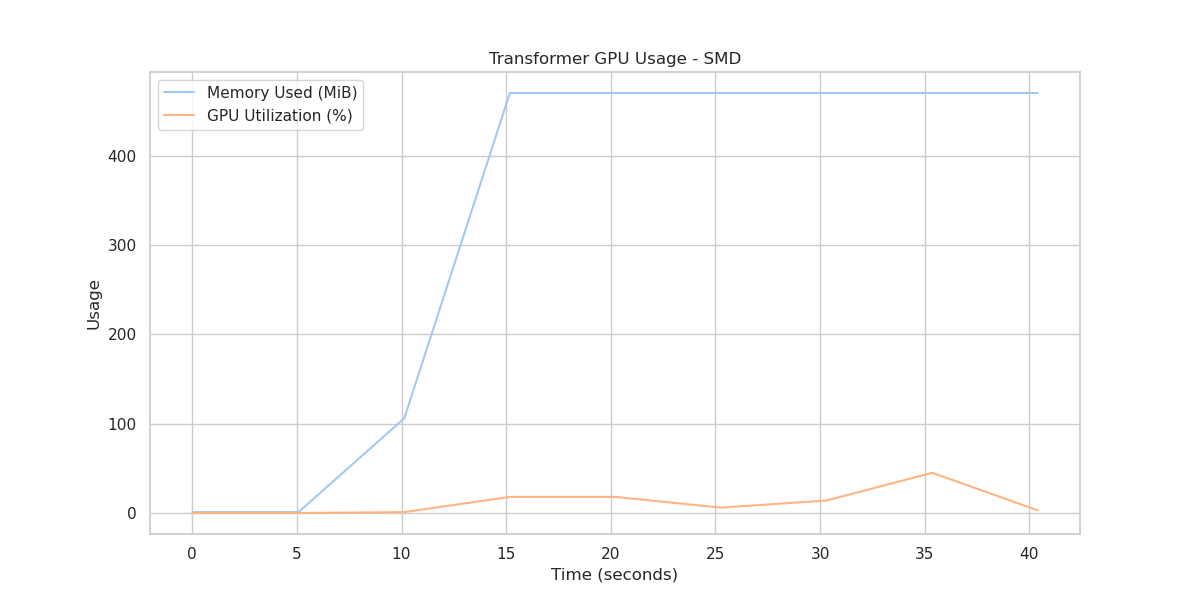 Transformer GPU Usage - SMD
Memory Used (MiB)
GPU Utilization (%)
400
300
200
100
0
Usage
0 5 10 15 20 25 30 35 40
Time (seconds)